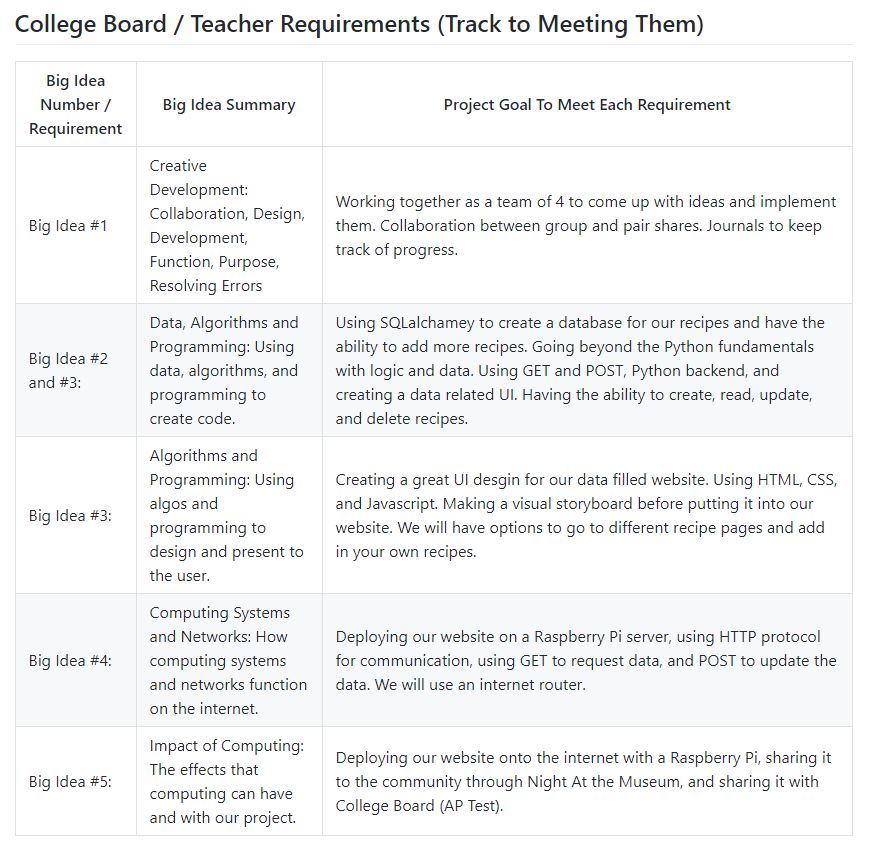 College Board / Teacher Requirements (Track to Meeting Them)
Big Idea
Number /
Requirement
Big Idea Summary
Project Goal To Meet Each Requirement
Big Idea #1
Creative
Development:
Collaboration, Design,
Development,
Function, Purpose,
Resolving Errors
Working together as a team of 4 to come up with ideas and implement
them. Collaboration between group and pair shares. Journals to keep
track of progress.
Big Idea #2
and #3:
Data, Algorithms and
Programming: Using
data, algorithms, and
programming to
create code.
Using SQLalchamey to create a database for our recipes and have the
ability to add more recipes. Going beyond the Python fundamentals
with logic and data. Using GET and POST, Python backend, and
creating a data related UI. Having the ability to create, read, update,
and delete recipes.
Big Idea #3:
Algorithms and
Programming: Using
algos and
programming to
design and present to
the user.
Creating a great UI desgin for our data filled website. Using HTML, CSS,
and Javascript. Making a visual storyboard before putting it into our
website. We will have options to go to different recipe pages and add
in your own recipes.
Big Idea #4:
Computing Systems
and Networks: How
computing systems
and networks function
on the internet.
Deploying our website on a Raspberry Pi server, using HTTP protocol
for communication, using GET to request data, and POST to update the
data. We will use an internet router.
Big Idea #5:
Impact of Computing:
The effects that
computing can have
and with our project.
Deploying our website onto the internet with a Raspberry Pi, sharing it
to the community through Night At the Museum, and sharing it with
College Board (AP Test).